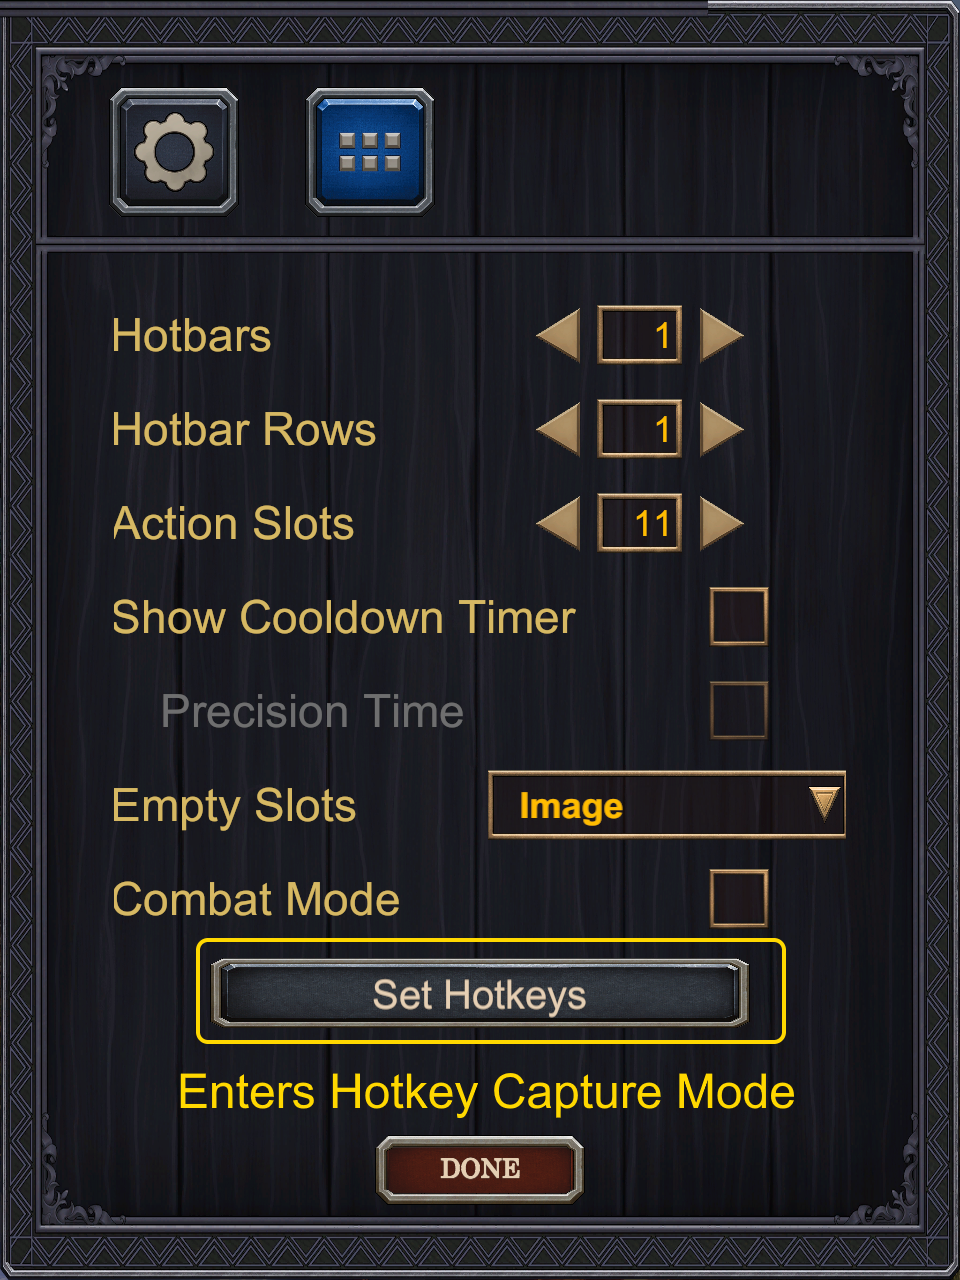 Hotbars 1
Hotbar Rows 1
Action Slots 11
Show Cooldown Timer
Precision Time
Empty Slots Image
Combat Mode
Set Hotkeys
Enters Hotkey Capture Mode
DONE